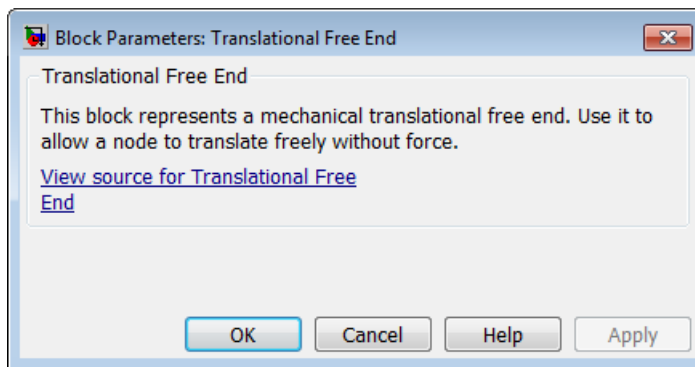 Block Parameters: Translational Free End
Translational Free End
This block represents a mechanical translational free end. Use it to
allow a node to translate freely without force.
View source for Translational Free
End
OK Cancel Help Apply